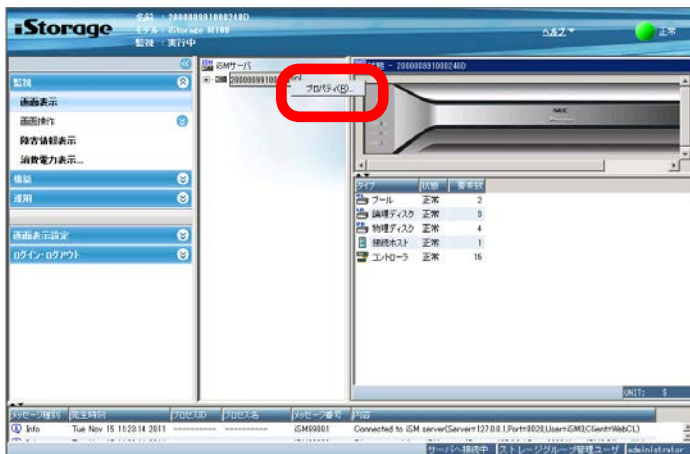 iStorage
名称 : 2000009910002400
モデル : iStorage M100
監視 : 実行中
ヘルプ
正常
監視
画面表示
画面操作
障害情報表示
消費電力表示...
構築
運用
画面表示設定
ログイン・ログアウト
iSMサーバ
プロパティ(R)...
状態 - 2000009910002400
NEC
タイプ 状態 要素数
プール 正常 2
論理ディスク 正常 9
物理ディスク 正常 4
接続ホスト 正常 1
コントローラ 正常 16
UNIT: 5
メッセージ種別 発生時刻 プロセスID プロセス名 メッセージ番号 内容
Info Tue Nov 15 11:23:14 2011 ---------- ---------- iSM99001 Connected to iSM server(Server=127.0.0.1,Port=8020,User=iSM3,Client=WebCL)
サーバへ接続中 ストレージグループ管理ユーザ administrator